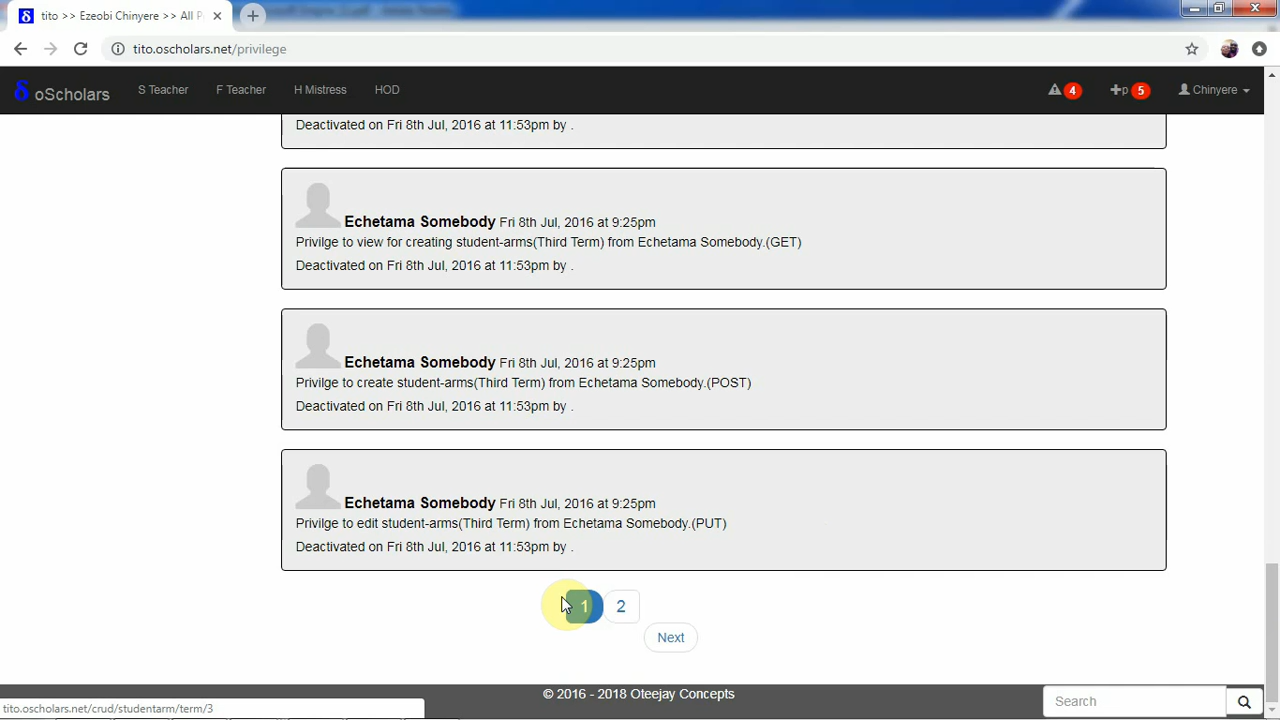 tito >> Ezeobi Chinyere >> All P
tito.oscholars.net/privilege
δ oScholars S Teacher F Teacher H Mistress HOD 4 p 5 Chinyere
Deactivated on Fri 8th Jul, 2016 at 11:53pm by .
Echetama Somebody Fri 8th Jul, 2016 at 9:25pm
Privilge to view for creating student-arms(Third Term) from Echetama Somebody.(GET)
Deactivated on Fri 8th Jul, 2016 at 11:53pm by .
Echetama Somebody Fri 8th Jul, 2016 at 9:25pm
Privilge to create student-arms(Third Term) from Echetama Somebody.(POST)
Deactivated on Fri 8th Jul, 2016 at 11:53pm by .
Echetama Somebody Fri 8th Jul, 2016 at 9:25pm
Privilge to edit student-arms(Third Term) from Echetama Somebody.(PUT)
Deactivated on Fri 8th Jul, 2016 at 11:53pm by .
1 2
Next
© 2016 - 2018 Oteejay Concepts
Search
tito.oscholars.net/crud/studentarm/term/3